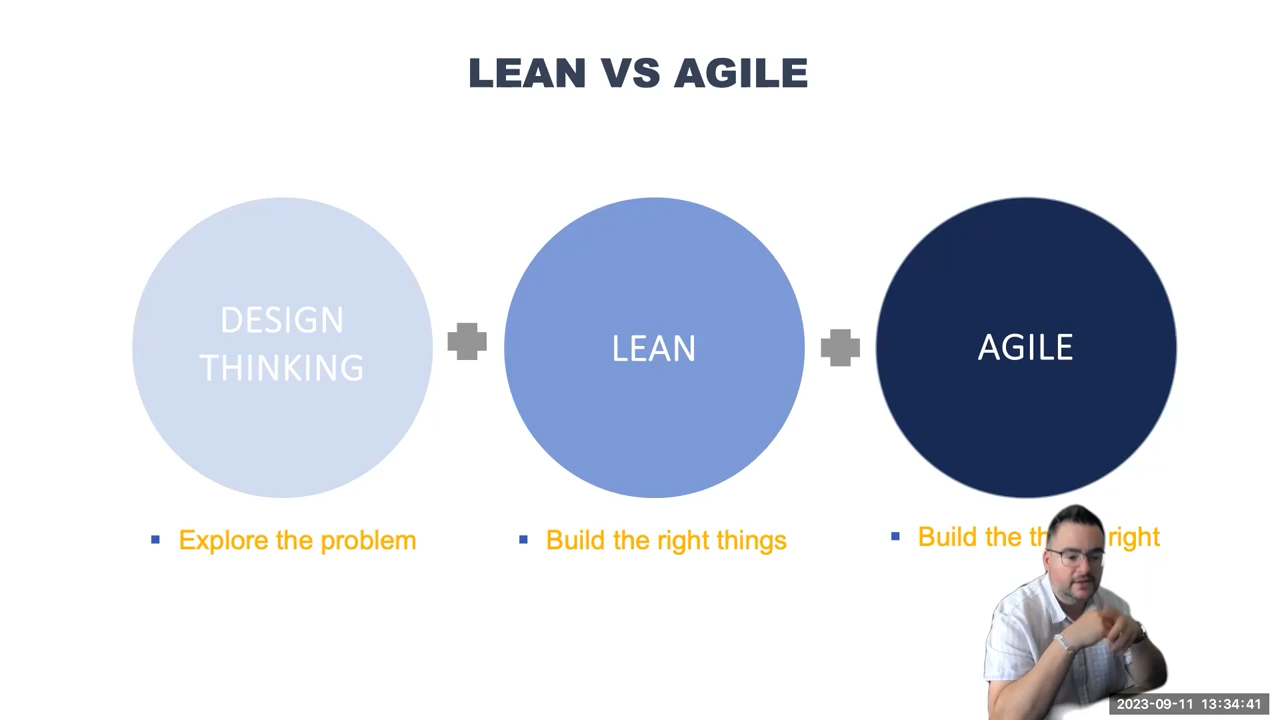 LEAN VS AGILE
DESIGN
THINKING
LEAN
AGILE
Explore the problem
Build the right things
Build the right
2023-09-11 13:34:41